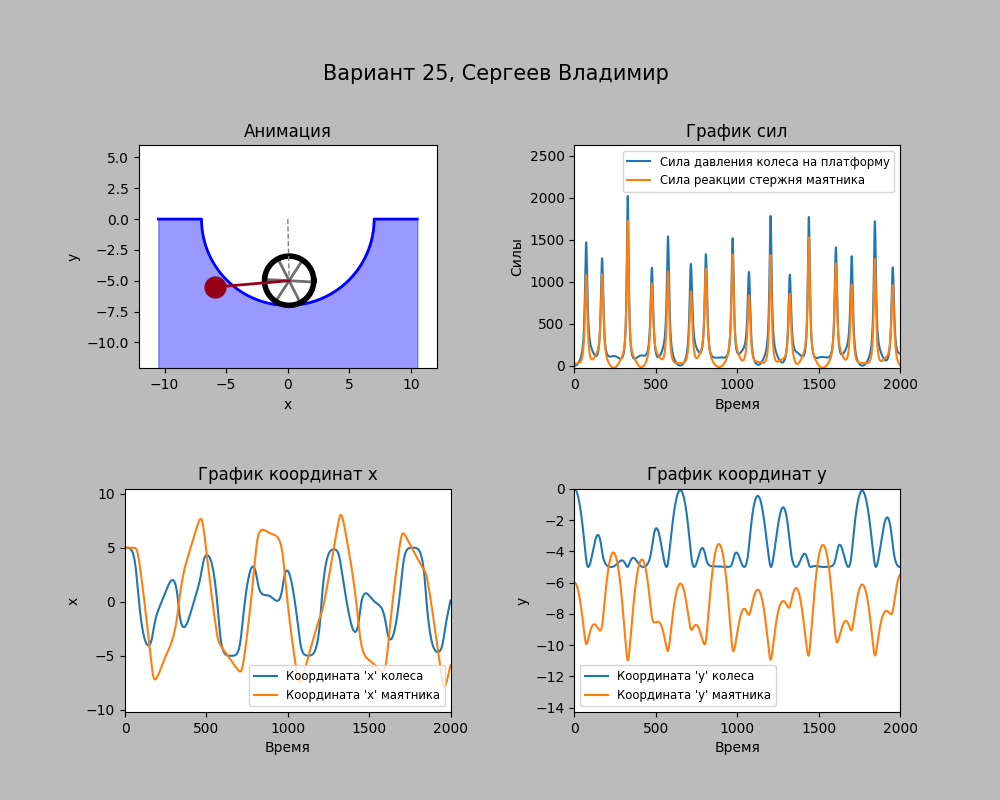 Вариант 25, Сергеев Владимир
Анимация
5.0
2.5
0.0
−2.5
−5.0
−7.5
−10.0
y
−10
−5
0
5
10
x
График сил
2500
2000
1500
1000
500
0
Силы
Сила давления колеса на платформу
Сила реакции стержня маятника
0
500
1000
1500
2000
Время
График координат x
10
5
0
−5
−10
x
Координата 'x' колеса
Координата 'x' маятника
0
500
1000
1500
2000
Время
График координат y
0
−2
−4
−6
−8
−10
−12
−14
y
Координата 'y' колеса
Координата 'y' маятника
0
500
1000
1500
2000
Время